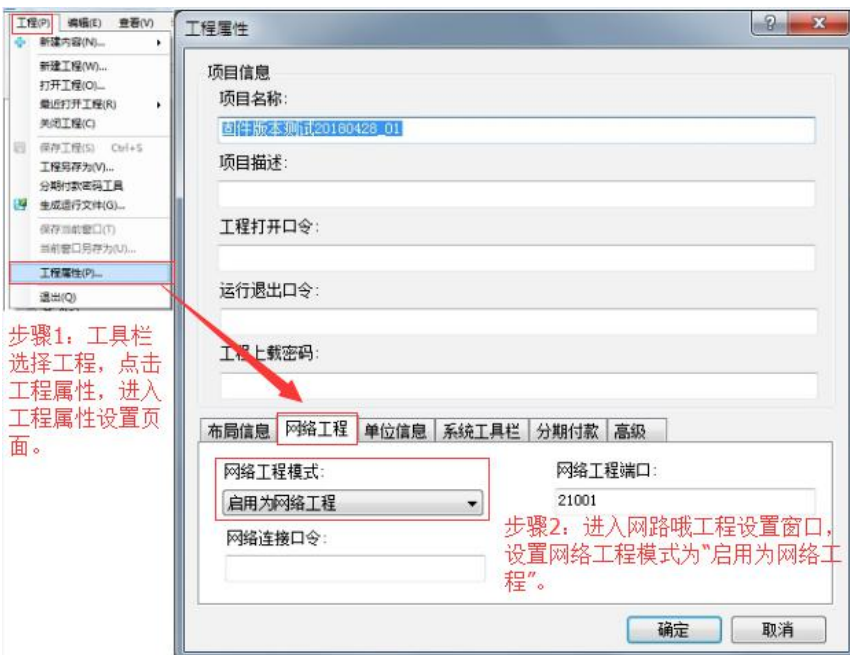 工程(P) 编辑(E) 查看(V)
新建内容(N)...
新建工程(W)...
打开工程(O)...
最近打开工程(R)
关闭工程(C)
保存工程(S) Ctrl+S
工程另存为(V)...
分期付款密码工具
生成运行文件(G)...
保存当前窗口(T)
当前窗口另存为(U)...
工程属性(P)...
退出(Q)
步骤1：工具栏
选择工程，点击
工程属性，进入
工程属性设置页
面。
工程属性
项目信息
项目名称:
固件版本测试20180428_01
项目描述:
工程打开口令:
运行退出口令:
工程上载密码:
布局信息 网络工程 单位信息 系统工具栏 分期付款 高级
网络工程模式: 网络工程端口:
启用为网络工程 21001
网络连接口令:
步骤2：进入网路哦工程设置窗口，
设置网络工程模式为“启用为网络工
程”。
确定 取消